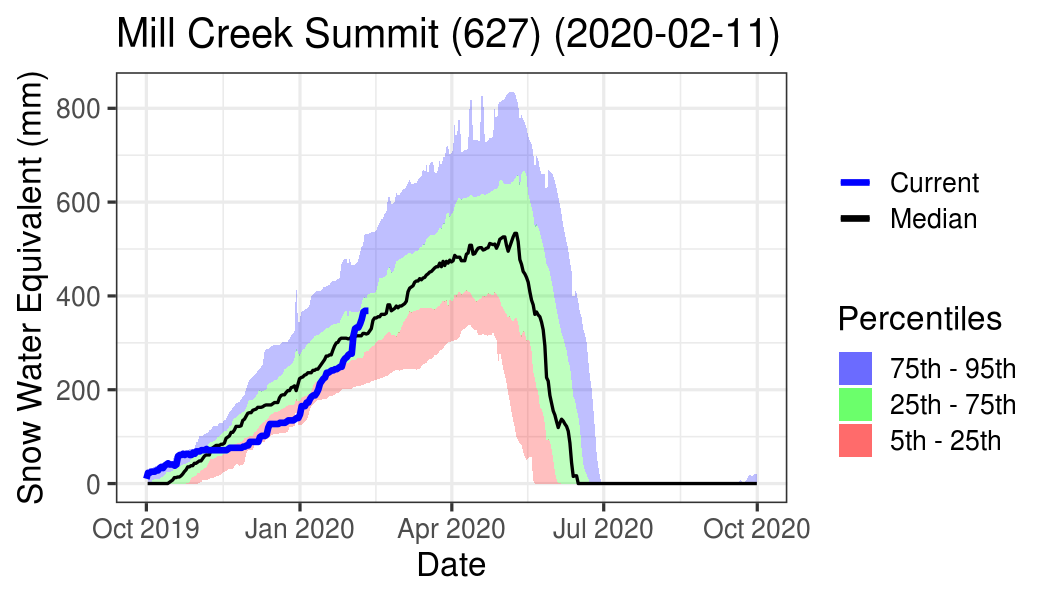 Mill Creek Summit (627) (2020-02-11)
Snow Water Equivalent (mm)
800
600
400
200
0
Oct 2019
Jan 2020
Apr 2020
Jul 2020
Oct 2020
Date
Current
Median
Percentiles
75th - 95th
25th - 75th
5th - 25th